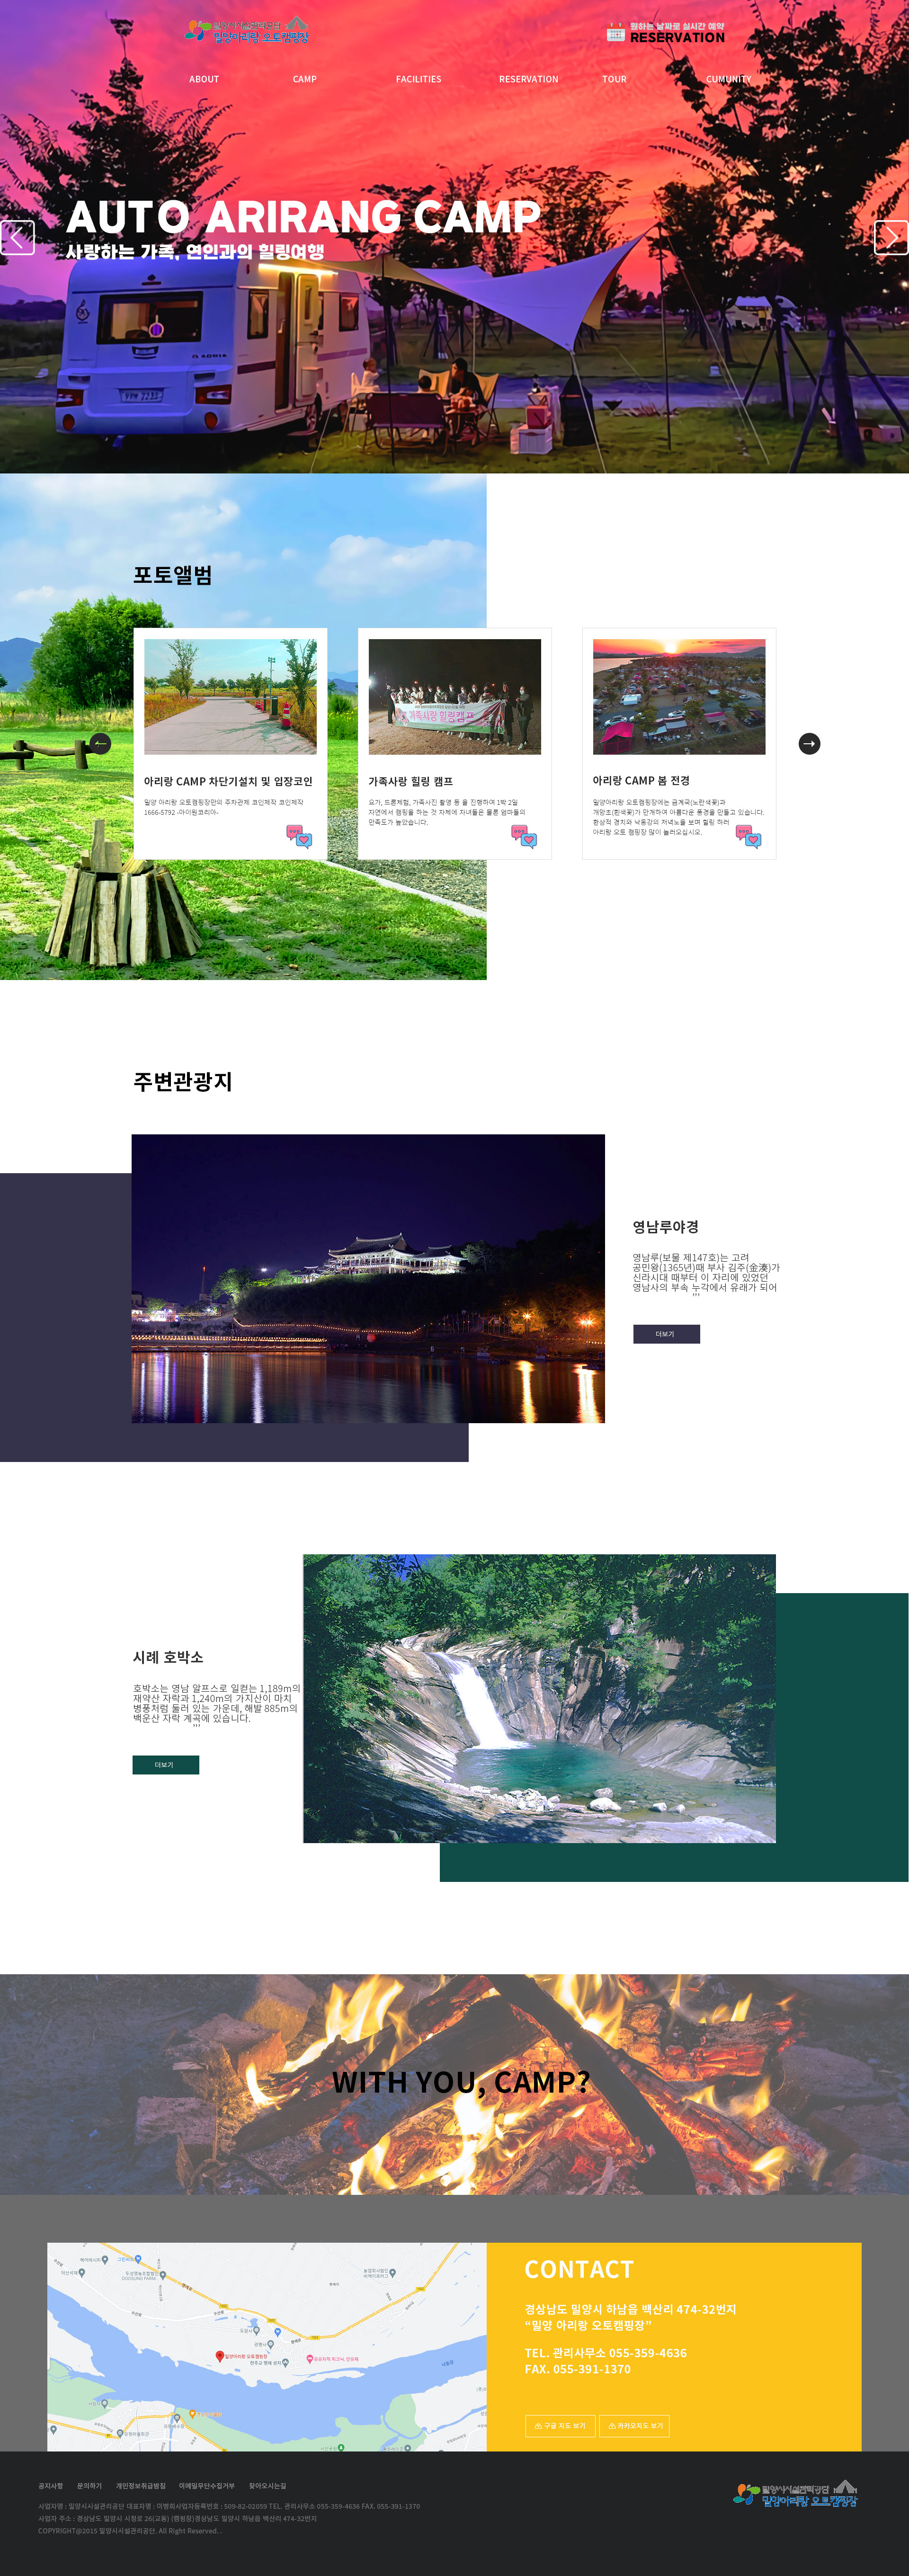 밀양시시설관리공단
밀양아리랑 오토캠핑장
원하는 날짜로 실시간 예약
RESERVATION
ABOUT
CAMP
FACILITIES
RESERVATION
TOUR
CUMUNITY
AUTO ARIRANG CAMP
사랑하는 가족, 연인과의 힐링여행
포토앨범
가족사랑 힐링캠프
아리랑 CAMP 차단기설치 및 입장코인
밀양 아리랑 오토캠핑장만의 주차관제 코인제작 코인제작
1666-5792 -아이원코리아-
가족사랑 힐링 캠프
요가, 드론체험, 가족사진 촬영 등 을 진행하여 1박 2일
자연에서 캠핑을 하는 것 자체에 자녀들은 물론 엄마들의
만족도가 높았습니다.
아리랑 CAMP 봄 전경
밀양아리랑 오토캠핑장에는 금계국(노란색꽃)과
개망초(흰색꽃)가 만개하여 아름다운 풍경을 만들고 있습니다.
환상적 경치와 낙동강의 저녁노을 보며 힐링 하러
아리랑 오토 캠핑장 많이 놀러오십시오.
주변관광지
영남루야경
영남루(보물 제147호)는 고려
공민왕(1365년)때 부사 김주(金湊)가
신라시대 때부터 이 자리에 있었던
영남사의 부속 누각에서 유래가 되어
'''
더보기
시례 호박소
호박소는 영남 알프스로 일컫는 1,189m의
재약산 자락과 1,240m의 가지산이 마치
병풍처럼 둘러 있는 가운데, 해발 885m의
백운산 자락 계곡에 있습니다.
'''
더보기
WITH YOU, CAMP?
밀양아리랑 오토캠핑장
CONTACT
경상남도 밀양시 하남읍 백산리 474-32번지
“밀양 아리랑 오토캠핑장”
TEL. 관리사무소 055-359-4636
FAX. 055-391-1370
구글 지도 보기
카카오지도 보기
공지사항
문의하기
개인정보취급방침
이메일무단수집거부
찾아오시는길
사업자명 : 밀양시시설관리공단 대표자명 : 이병희사업자등록번호 : 509-82-02059 TEL. 관리사무소 055-359-4636 FAX. 055-391-1370
사업자 주소 : 경상남도 밀양시 시청로 26(교동) (캠핑장)경상남도 밀양시 하남읍 백산리 474-32번지
COPYRIGHT@2015 밀양시시설관리공단. All Right Reserved. .
밀양시시설관리공단
밀양아리랑 오토캠핑장